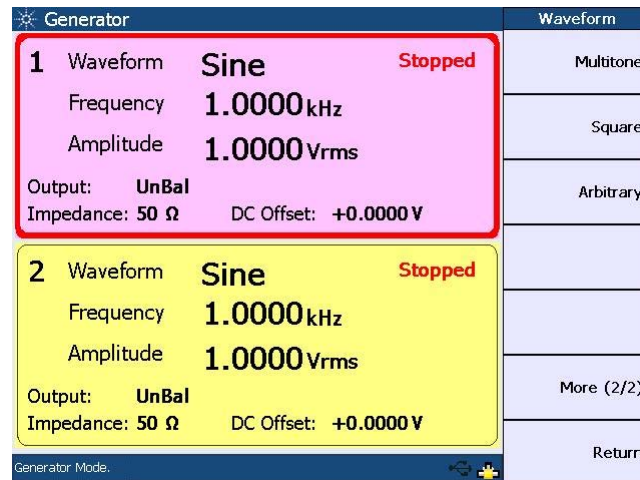 Generator
Waveform
1 Waveform Sine Stopped
Frequency 1.0000 kHz
Amplitude 1.0000 Vrms
Output: UnBal
Impedance: 50 Ω DC Offset: +0.0000 V
2 Waveform Sine Stopped
Frequency 1.0000 kHz
Amplitude 1.0000 Vrms
Output: UnBal
Impedance: 50 Ω DC Offset: +0.0000 V
Generator Mode.
Multitone
Square
Arbitrary
More (2/2)
Return